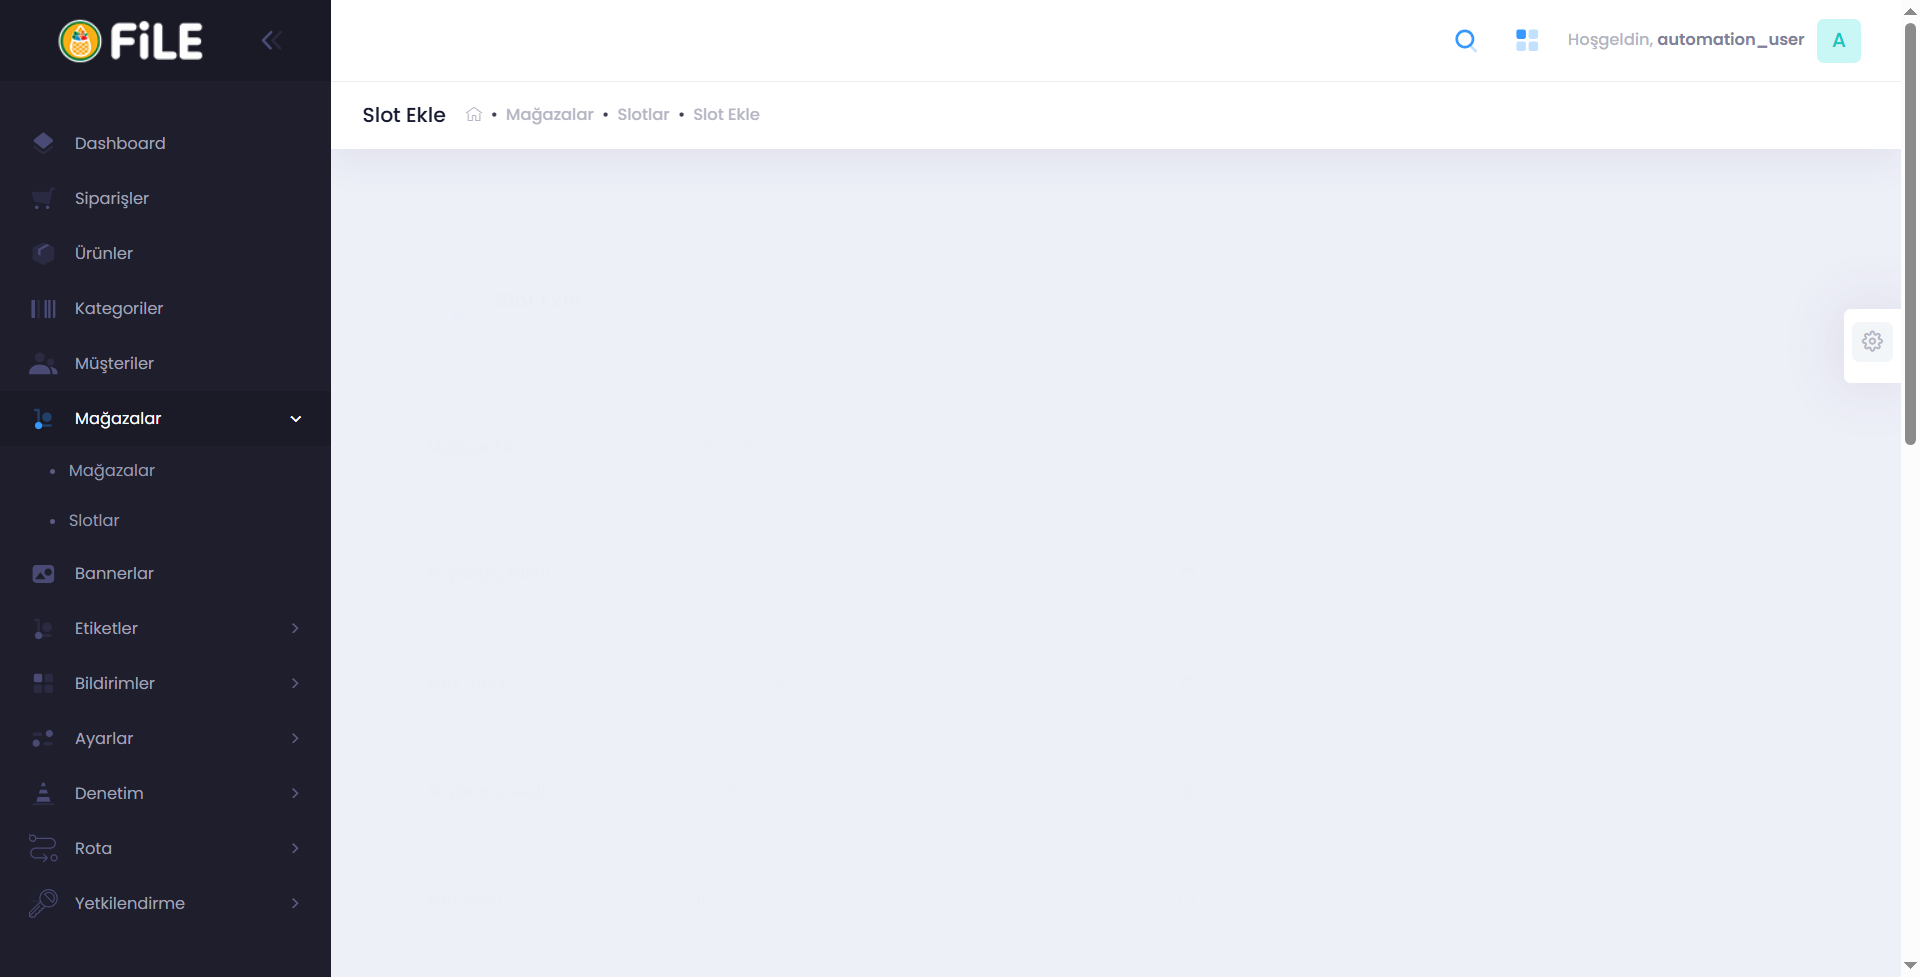 FiLE
Hoşgeldin, automation_user
A
Slot Ekle
Mağazalar • Slotlar • Slot Ekle
Dashboard
Siparişler
Ürünler
Kategoriler
Müşteriler
Mağazalar
Mağazalar
Slotlar
Bannerlar
Etiketler
Bildirimler
Ayarlar
Denetim
Rota
Yetkilendirme